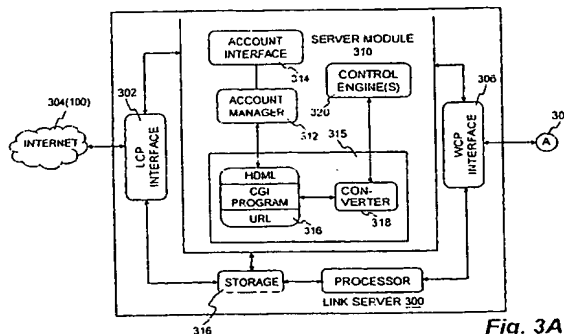 ACCOUNT
INTERFACE
314
SERVER MODULE
310
CONTROL
ENGINE(S)
320
302
306
304(100)
INTERNET
LCP
INTERFACE
ACCOUNT
MANAGER
312
315
WCP
INTERFACE
A
HDML
CGI
PROGRAM
URL
316
CON-
VERTER
318
STORAGE
316
PROCESSOR
LINK SERVER 300
Fig. 3A